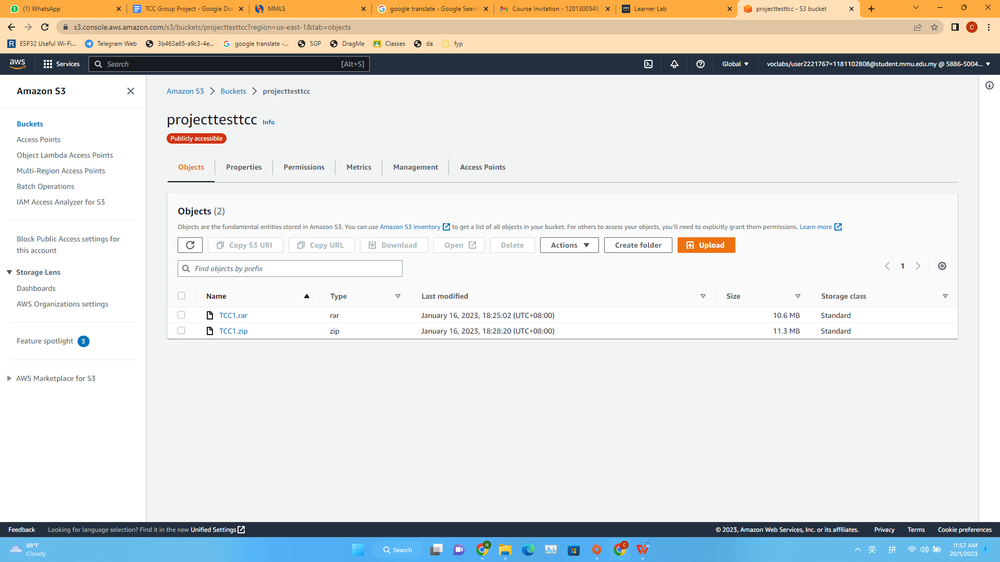 (1) WhatsApp
TCC Group Project - Google Doc
MMLS
google translate - Google Searc
Course Invitation - 1201300548
Learner Lab
projecttesttcc - S3 bucket
s3.console.aws.amazon.com/s3/buckets/projecttesttcc?region=us-east-1&tab=objects
C
R
ESP32 Useful Wi-Fi...
Telegram Web
3b463a65-a9c3-4e...
google translate -...
SGP
DragMe
Classes
da
fyp
aws
Services
Search
[Alt+S]
Global
voclabs/user2221767=1181102808@student.mmu.edu.my @ 5886-5004...
Amazon S3
Buckets
Access Points
Object Lambda Access Points
Multi-Region Access Points
Batch Operations
IAM Access Analyzer for S3
Block Public Access settings for
this account
Storage Lens
Dashboards
AWS Organizations settings
Feature spotlight 3
AWS Marketplace for S3
Amazon S3
Buckets
projecttesttcc
projecttesttcc Info
Publicly accessible
Objects
Properties
Permissions
Metrics
Management
Access Points
Objects (2)
Objects are the fundamental entities stored in Amazon S3. You can use Amazon S3 inventory to get a list of all objects in your bucket. For others to access your objects, you'll need to explicitly grant them permissions. Learn more
Copy S3 URI
Copy URL
Download
Open
Delete
Actions
Create folder
Upload
Find objects by prefix
1
Name
Type
Last modified
Size
Storage class
TCC1.rar
rar
January 16, 2023, 18:25:02 (UTC+08:00)
10.6 MB
Standard
TCC1.zip
zip
January 16, 2023, 18:28:20 (UTC+08:00)
11.3 MB
Standard
Feedback
Looking for language selection? Find it in the new Unified Settings
© 2023, Amazon Web Services, Inc. or its affiliates.
Privacy
Terms
Cookie preferences
88°F
Cloudy
Search
N
C
英
拼
11:57 AM
20/1/2023
1